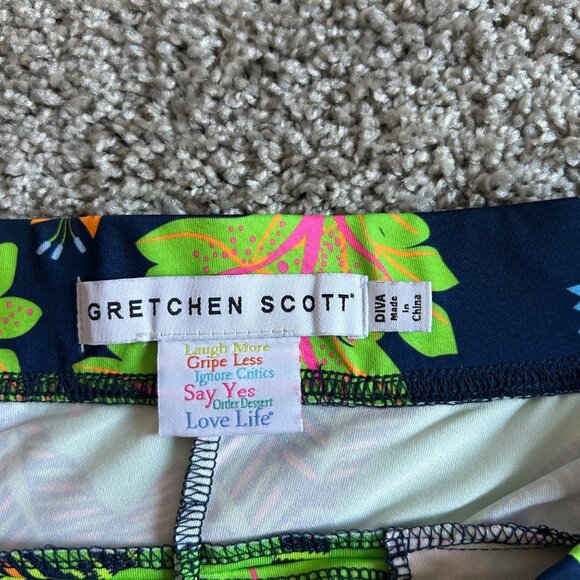 GRETCHEN SCOTT®
DIVA
Made
In
China
Laugh More
Gripe Less
Ignore Critics
Say Yes
Order Dessert
Love Life®